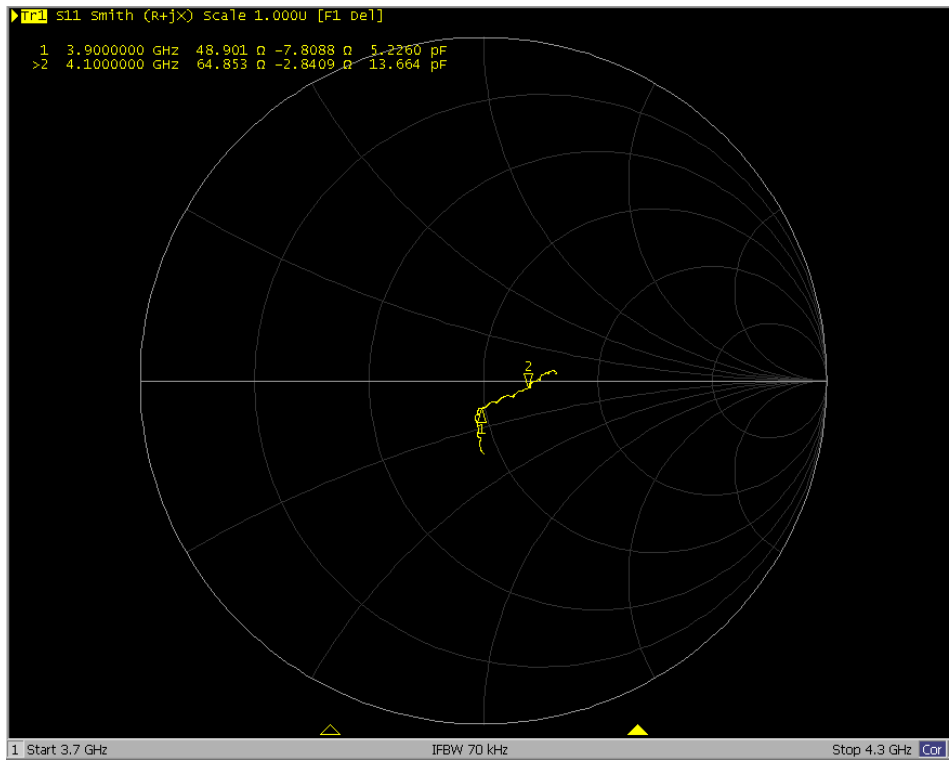 Tr1 S11 Smith (R+jX) Scale 1.000U [F1 Del]
1 3.9000000 GHz 48.901 Ω -7.8088 Ω 5.2260 pF
>2 4.1000000 GHz 64.853 Ω -2.8409 Ω 13.664 pF
2
1
1 Start 3.7 GHz IFBW 70 kHz Stop 4.3 GHz Cor